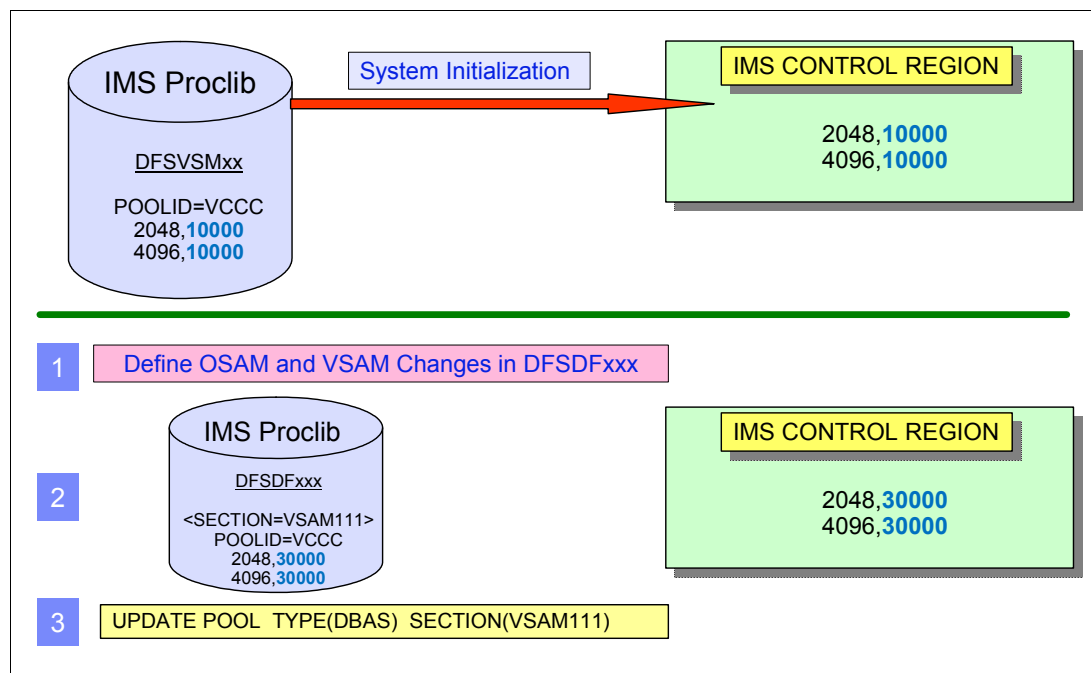 IMS Proclib
DFSVSMxx
POOLID=VCCC
2048,10000
4096,10000
System Initialization
IMS CONTROL REGION
2048,10000
4096,10000
1
Define OSAM and VSAM Changes in DFSDFxxx
2
IMS Proclib
DFSDFxxx
<SECTION=VSAM111>
POOLID=VCCC
2048,30000
4096,30000
IMS CONTROL REGION
2048,30000
4096,30000
3
UPDATE POOL TYPE(DBAS) SECTION(VSAM111)